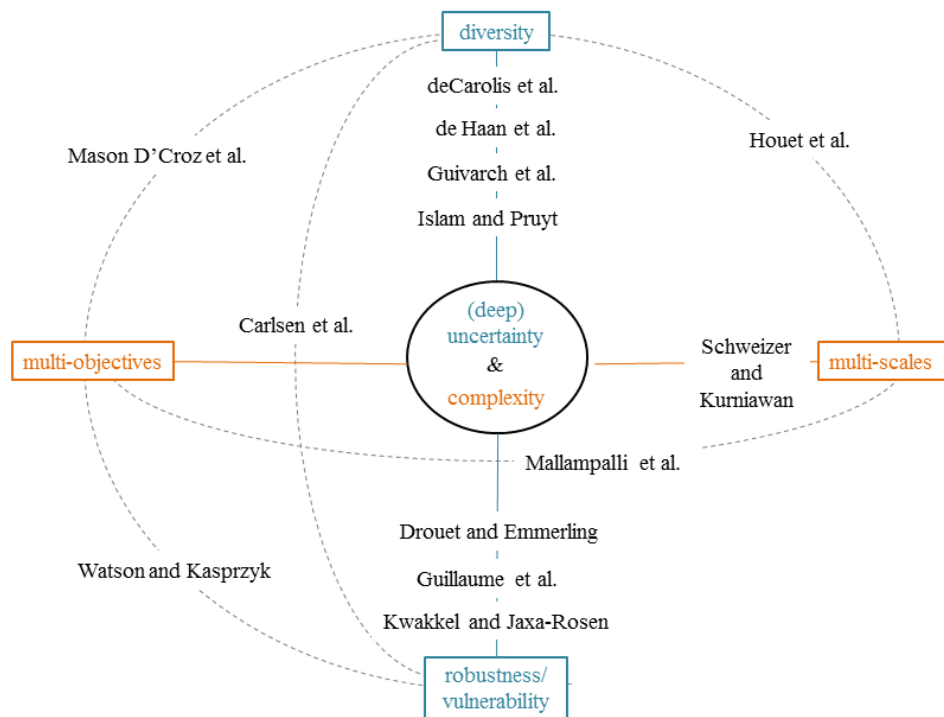 diversity
deCarolis et al.
de Haan et al.
Houet et al.
Mason D’Croz et al.
Guivarch et al.
Islam and Pruyt
(deep)
uncertainty
&
complexity
Carlsen et al.
multi-objectives
Schweizer
and
Kurniawan
multi-scales
Mallampalli et al.
Drouet and Emmerling
Watson and Kasprzyk
Guillaume et al.
Kwakkel and Jaxa-Rosen
robustness/
vulnerability